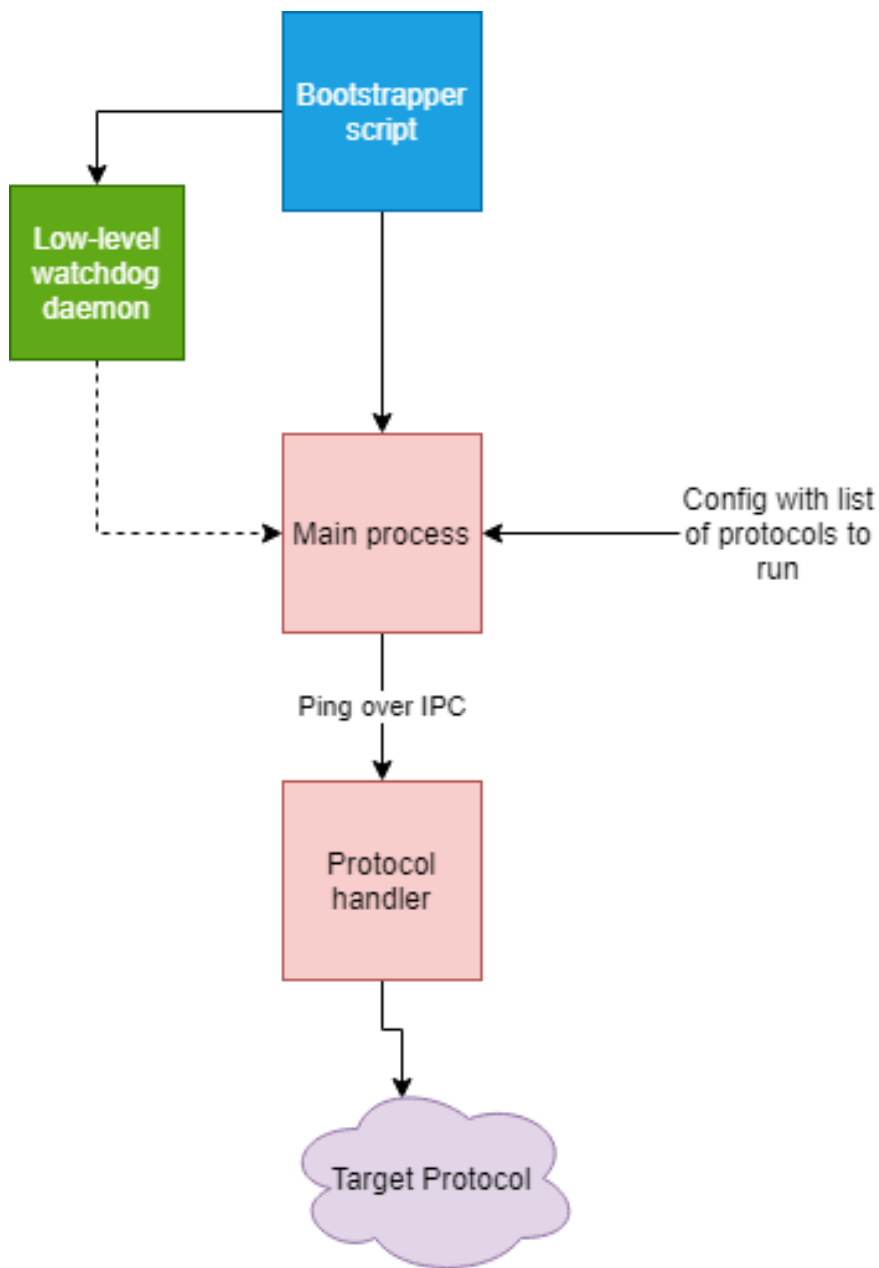 Bootstrapper
script
Low-level
watchdog
daemon
Main process
Config with list
of protocols to
run
Ping over IPC
Protocol
handler
Target Protocol